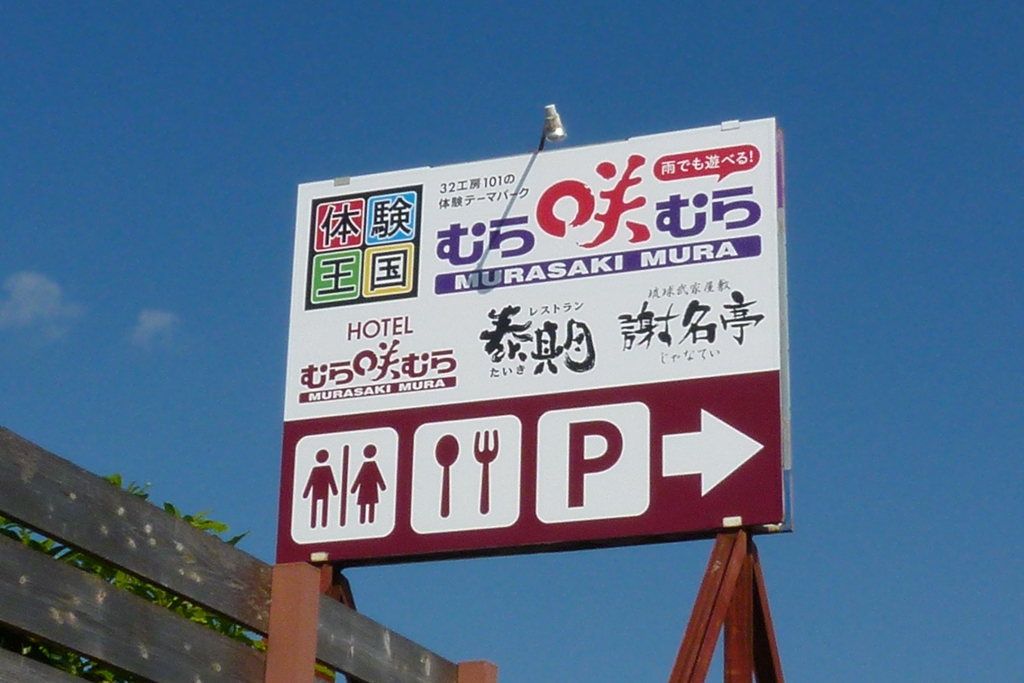 体験
王国
32工房101の
体験テーマパーク
雨でも遊べる!
むら咲むら
MURASAKI MURA
HOTEL
むら咲むら
MURASAKI MURA
レストラン
泰期
たいき
琉球武家屋敷
謝名亭
じゃなてい
P